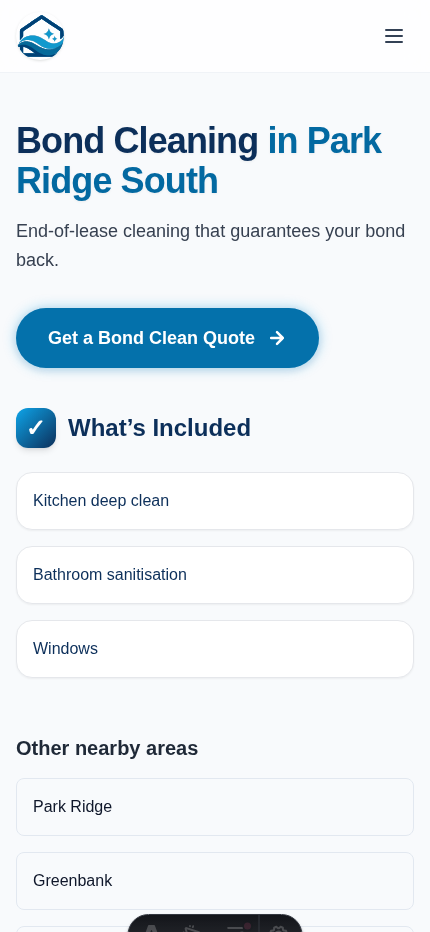 Bond Cleaning in Park
Ridge South
End-of-lease cleaning that guarantees your bond
back.
Get a Bond Clean Quote →
✓ What’s Included
Kitchen deep clean
Bathroom sanitisation
Windows
Other nearby areas
Park Ridge
Greenbank